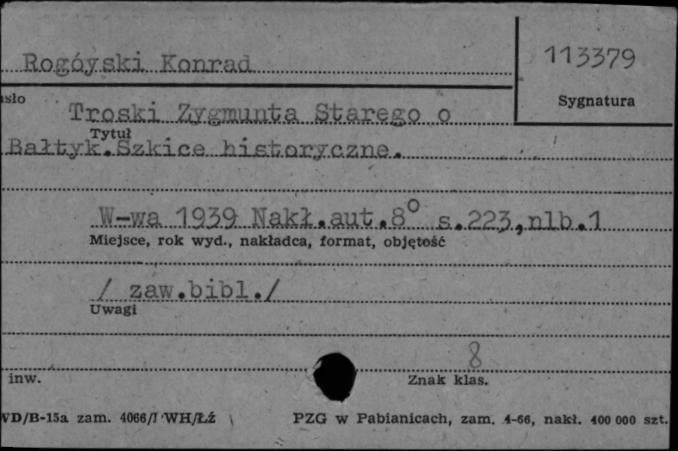 Rogóyski Konrad
113379
Sygnatura
Troski Zygmunta Starego o
Tytuł
Bałtyk.Szkice historyczne.
W-wa 1939 Nakł.aut.8° s.223,nlb.1
Miejsce, rok wyd., nakładca, format, objętość
/ zaw.bibl./
Uwagi
8
inw.
Znak klas.
VD/B-15a zam. 4066/I WH/ŁŹ
PZG w Pabianicach, zam. 4-66, nakł. 400 000 szt.